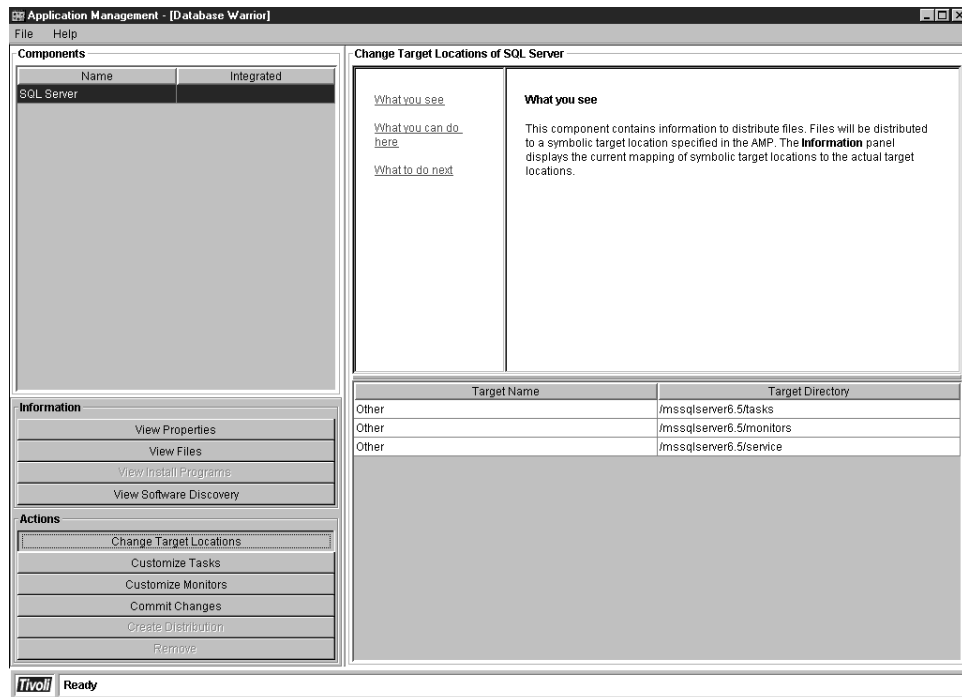 Application Management - [Database Warrior]
File Help
Components
Name Integrated
SQL Server
Information
View Properties
View Files
View Install Programs
View Software Discovery
Actions
Change Target Locations
Customize Tasks
Customize Monitors
Commit Changes
Create Distribution
Remove
Change Target Locations of SQL Server
What you see
What you can do
here
What to do next
What you see
This component contains information to distribute files. Files will be distributed
to a symbolic target location specified in the AMP. The Information panel
displays the current mapping of symbolic target locations to the actual target
locations.
Target Name Target Directory
Other /mssqlserver6.5/tasks
Other /mssqlserver6.5/monitors
Other /mssqlserver6.5/service
Tivoli Ready